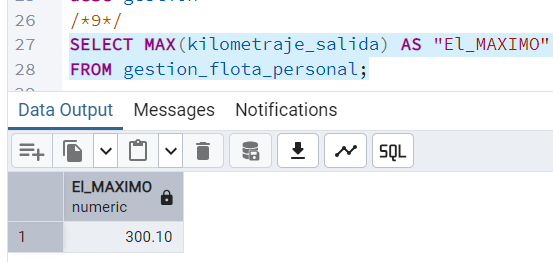 26 /*9*/
27 SELECT MAX(kilometraje_salida) AS "El_MAXIMO"
28 FROM gestion_flota_personal;
Data Output Messages Notifications
SQL
El_MAXIMO
numeric
1 300.10